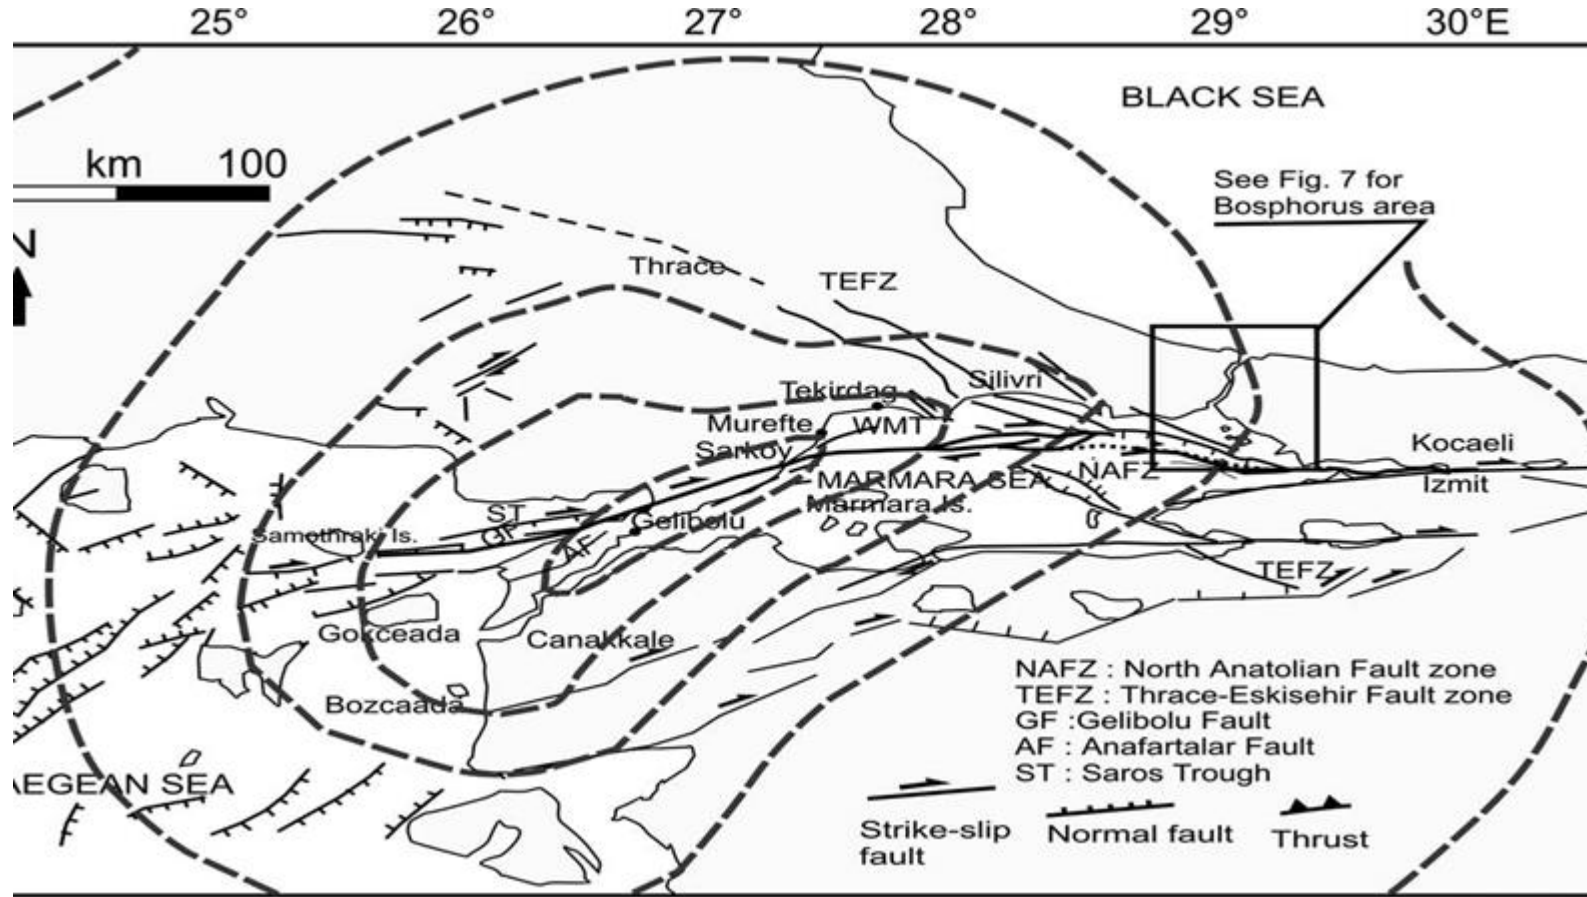 25° 26° 27° 28° 29° 30°E
BLACK SEA
km 100
See Fig. 7 for
Bosphorus area
N
Thrace
TEFZ
Silivri
Tekirdag
Murefte
WMT
Sarkoy
Kocaeli
NAFZ
MARMARA SEA
Izmit
Marmara Is.
ST
Gelibolu
GF
Samothraki Is.
AF
TEFZ
Gokceada
Canakkale
NAFZ : North Anatolian Fault zone
TEFZ : Thrace-Eskisehir Fault zone
Bozcaada
GF :Gelibolu Fault
AF : Anafartalar Fault
ST : Saros Trough
AEGEAN SEA
Strike-slip
fault
Normal fault
Thrust